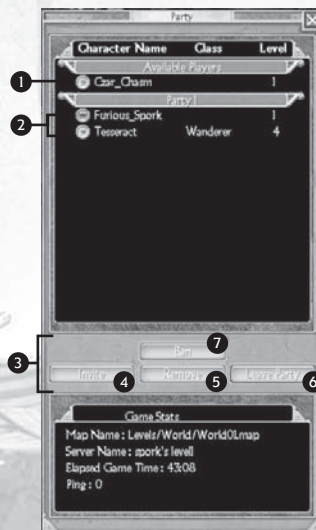 Party
Character Name Class Level
Available Players
1 Czar_Chasm 1
Party 1
2 Furious_Spork 1
Tesseract Wanderer 4
3
Ban 7
Invite 4 Remove 5 Leave Party 6
Game Stats
Map Name : Levels/World/World01.map
Server Name : spork's level1
Elapsed Game Time : 43:08
Ping : 0